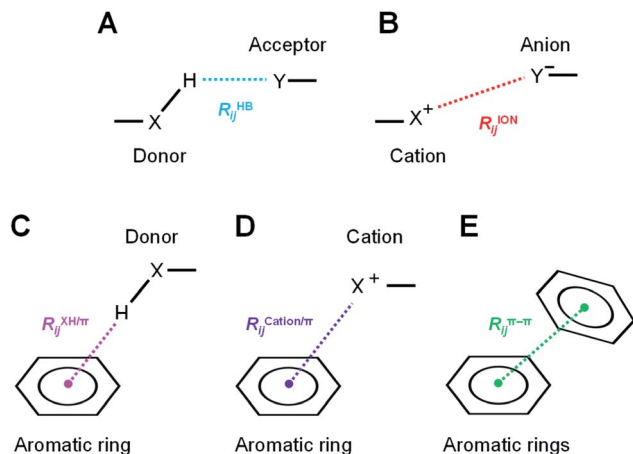 A
Acceptor
H
Y
X
R_ij^HB
Donor
B
Anion
Y−
X+
R_ij^ION
Cation
C
Donor
X
H
R_ij^XH/π
Aromatic ring
D
Cation
X+
R_ij^Cation/π
Aromatic ring
E
R_ij^π−π
Aromatic rings